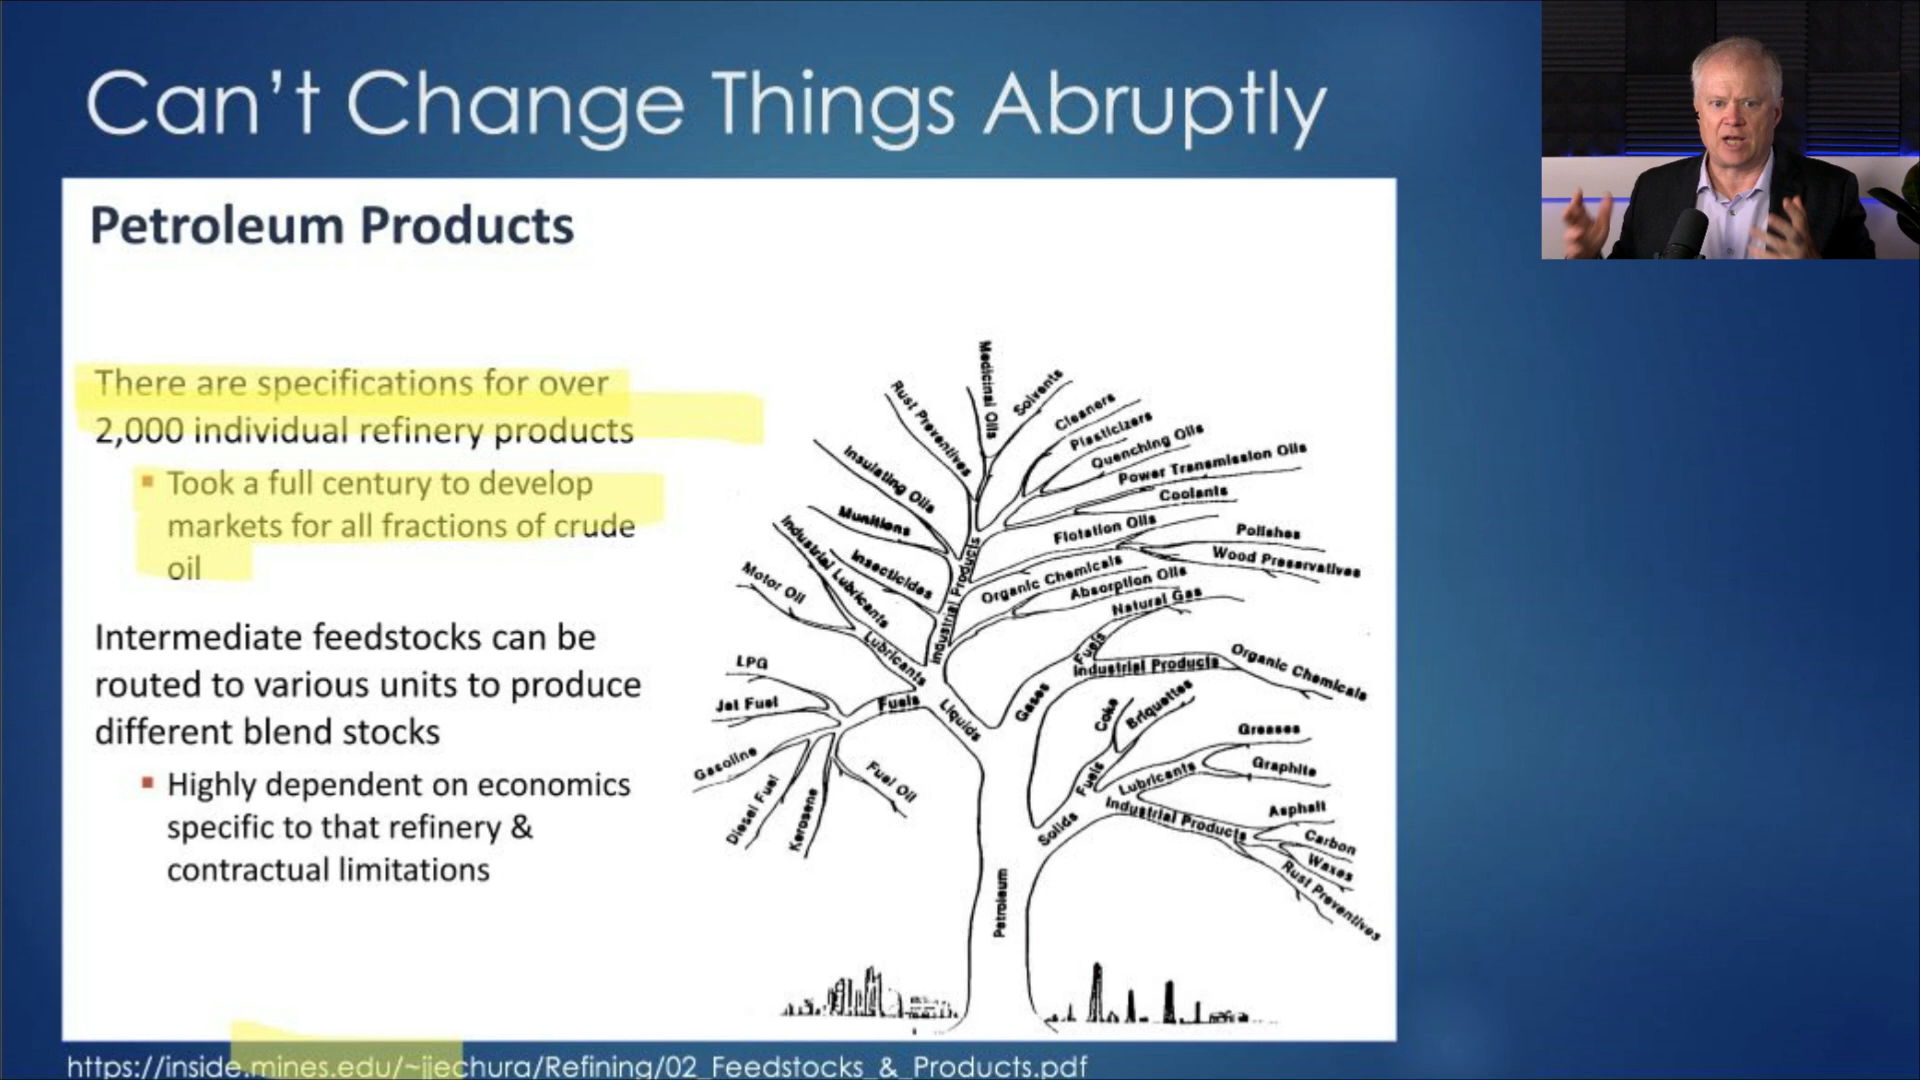 Can't Change Things Abruptly
Petroleum Products
There are specifications for over
2,000 individual refinery products
Took a full century to develop
markets for all fractions of crude
oil
Intermediate feedstocks can be
routed to various units to produce
different blend stocks
Highly dependent on economics
specific to that refinery &
contractual limitations
Medicinal Oils
Solvents
Rust Preventives
Cleaners
Plasticizers
Quenching Oils
Power Transmission Oils
Coolants
Insulating Oils
Munitions
Flotation Oils
Polishes
Wood Preservatives
Industrial Lubricants
Insecticides
Industrial Products
Organic Chemicals
Absorption Oils
Natural Gas
Motor Oil
Lubricants
Fuels
Industrial Products
Organic Chemicals
LPG
Jet Fuel
Fuels
Liquids
Gases
Coke
Briquettes
Gasoline
Diesel Fuel
Kerosene
Fuel Oil
Fuels
Lubricants
Greases
Graphite
Solids
Industrial Products
Asphalt
Carbon
Waxes
Rust Preventives
Petroleum
https://inside.mines.edu/~jjechura/Refining/02_Feedstocks_&_Products.pdf